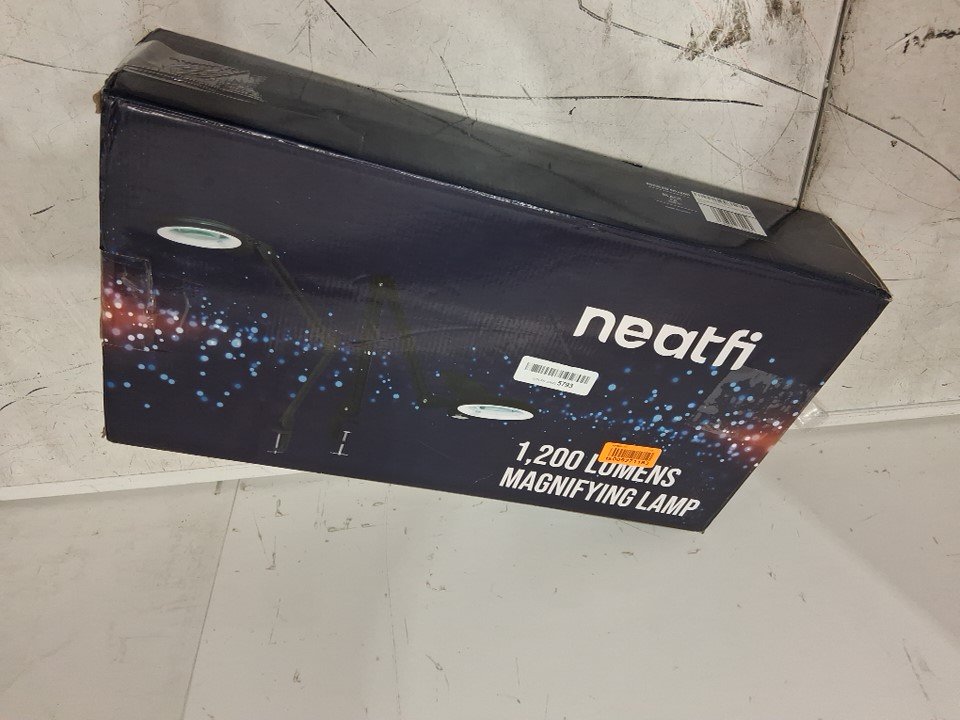 neatfi
5793
1,200 LUMENS
MAGNIFYING LAMP